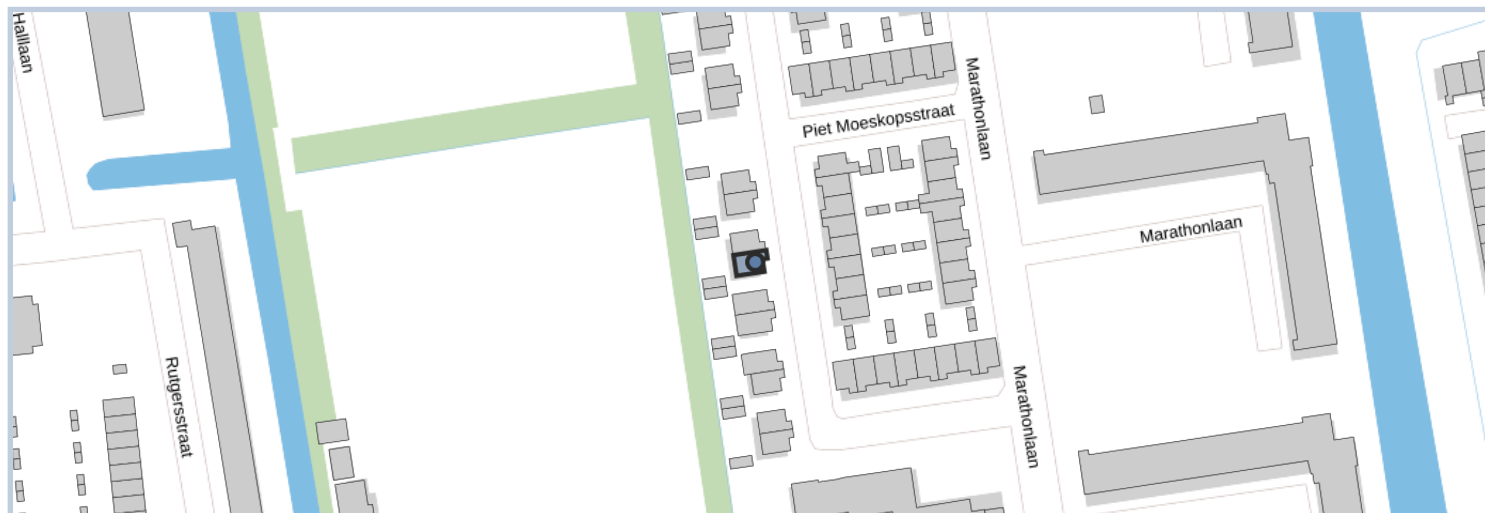 Halllaan
Marathonlaan
Piet Moeskopsstraat
Marathonlaan
Rutgersstraat
Marathonlaan